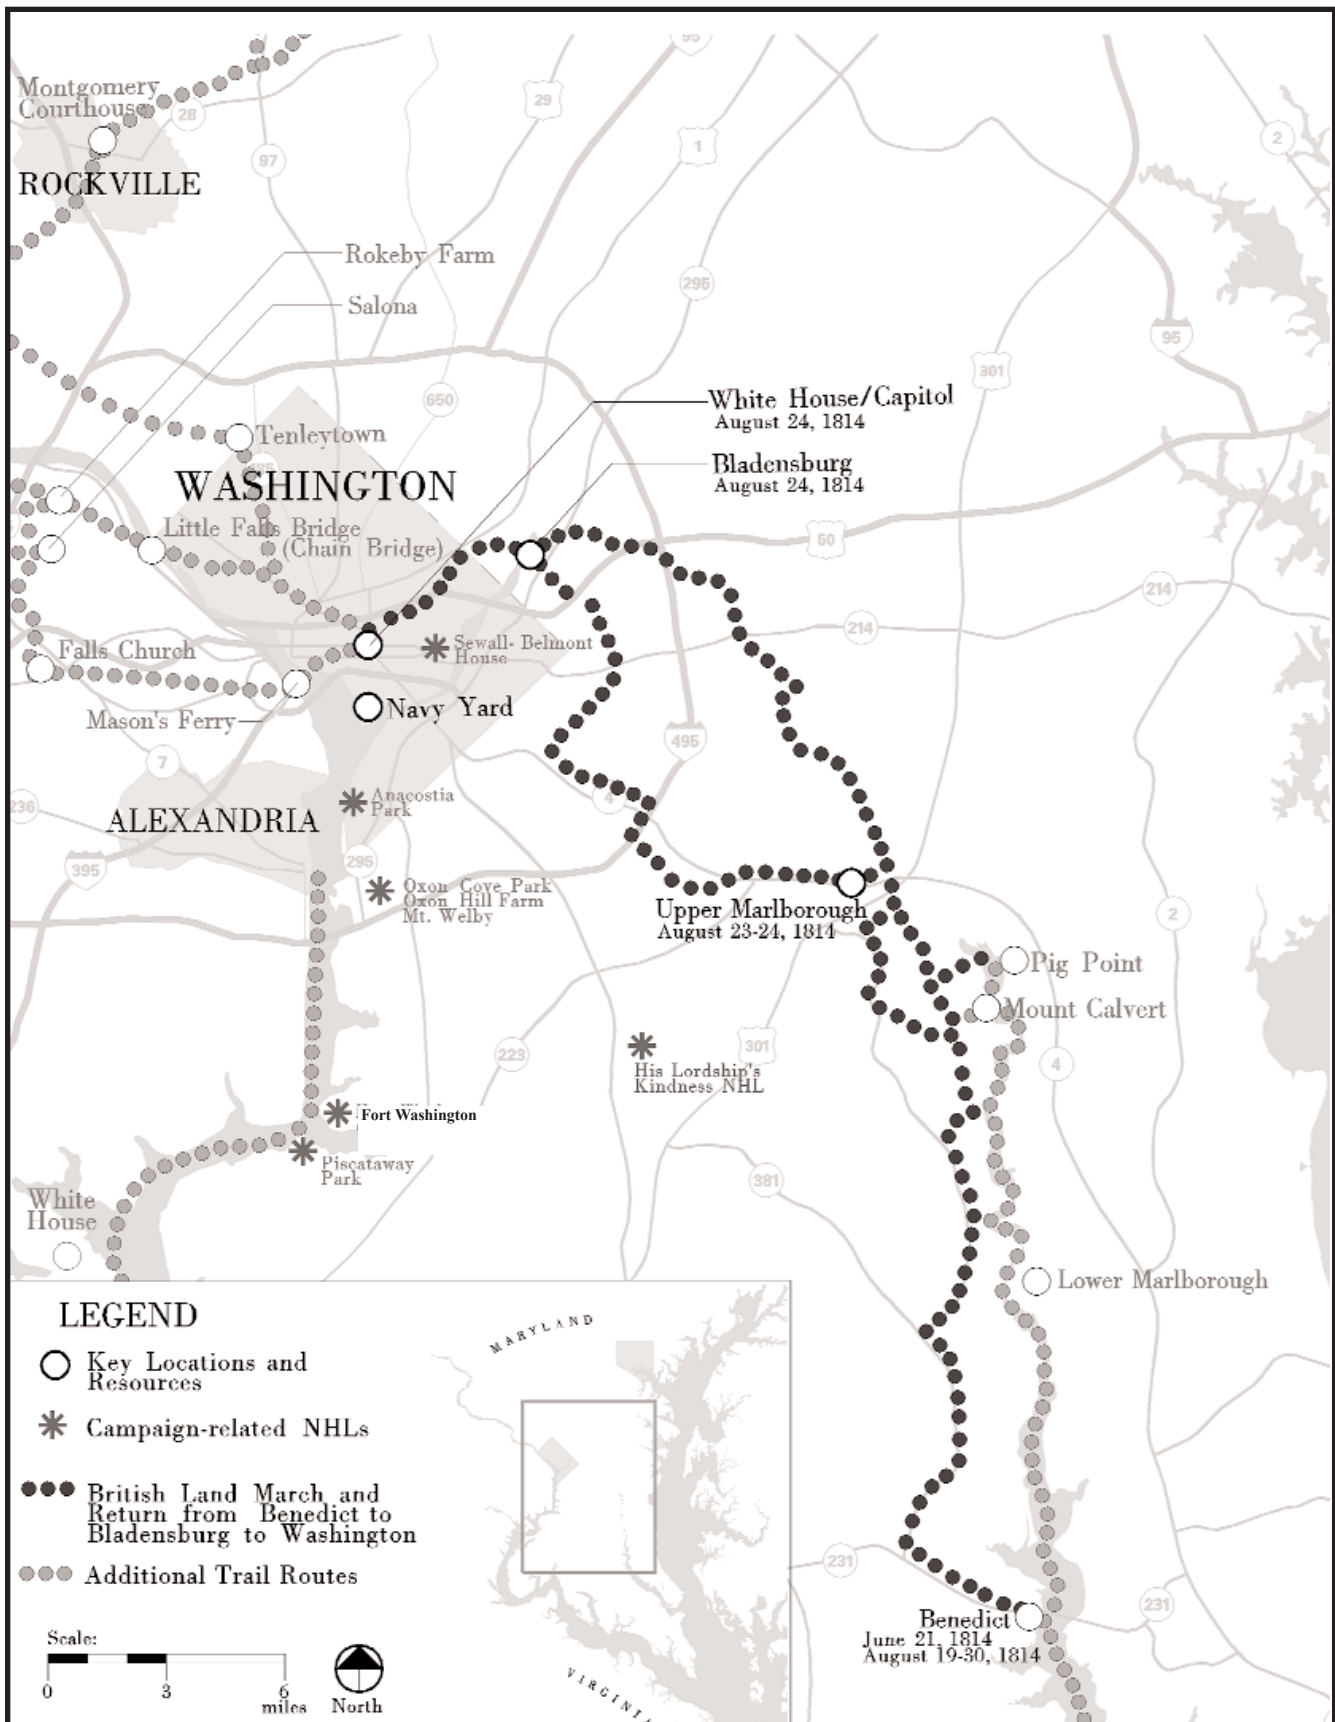 95
Montgomery
Courthouse
28
29
2
1
97
ROCKVILLE
Rokeby Farm
295
Salona
95
301
650
White House/Capitol
August 24, 1814
Tenleytown
Bladensburg
August 24, 1814
WASHINGTON
Little Falls Bridge
(Chain Bridge)
50
214
214
Falls Church
Sewall-Belmont
House
Mason's Ferry
Navy Yard
495
7
236
4
Anacostia
Park
ALEXANDRIA
395
295
Oxon Cove Park
Oxon Hill Farm
Mt. Welby
Upper Marlborough
August 23-24, 1814
2
Pig Point
Mount Calvert
223
301
4
His Lordship's
Kindness NHL
Fort Washington
Piscataway
Park
381
White
House
Lower Marlborough
LEGEND
Key Locations and
Resources
Campaign-related NHLs
British Land March and
Return from Benedict to
Bladensburg to Washington
Additional Trail Routes
Scale:
0 3 6
miles
North
MARYLAND
VIRGINIA
231
231
Benedict
June 21, 1814
August 19-30, 1814